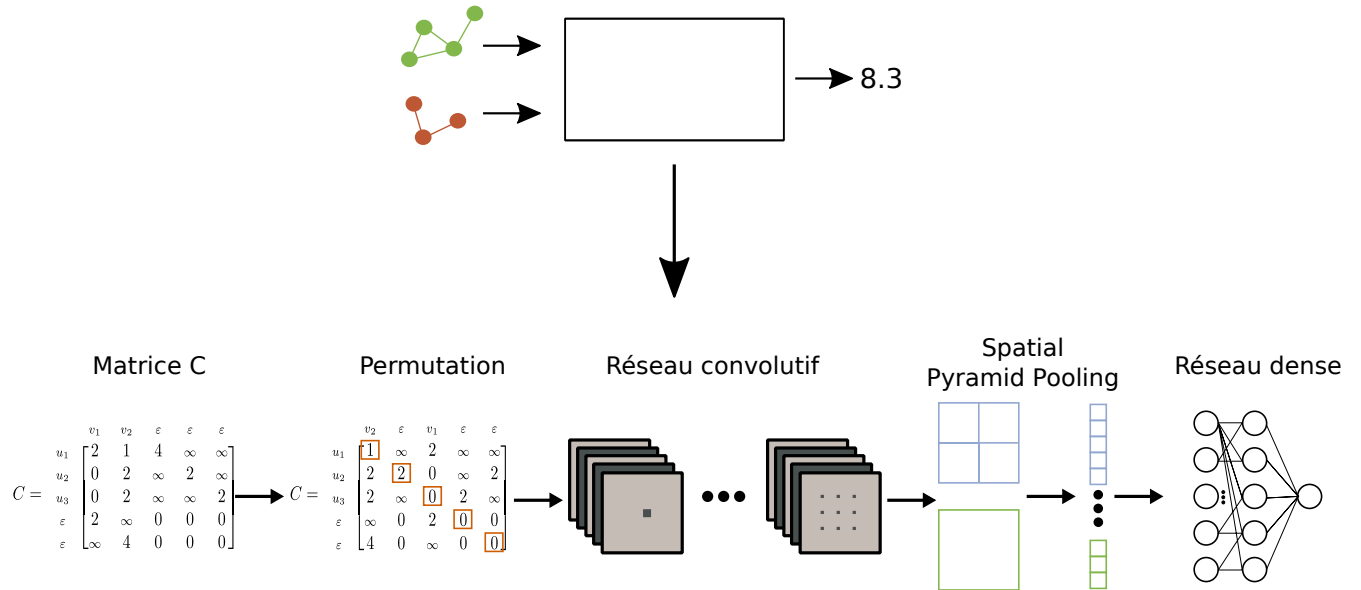 8.3
Matrice C
Permutation
Réseau convolutif
Spatial
Pyramid Pooling
Réseau dense
v₁ v₂ ε ε ε
u₁ 2 1 4 ∞ ∞
u₂ 0 2 ∞ 2 ∞
C = u₃ 0 2 ∞ ∞ 2
ε 2 ∞ 0 0 0
ε ∞ 4 0 0 0
v₂ ε v₁ ε ε
u₁ 1 ∞ 2 ∞ ∞
u₂ 2 2 0 ∞ 2
C = u₃ 2 ∞ 0 2 ∞
ε ∞ 0 2 0 0
ε 4 0 ∞ 0 0